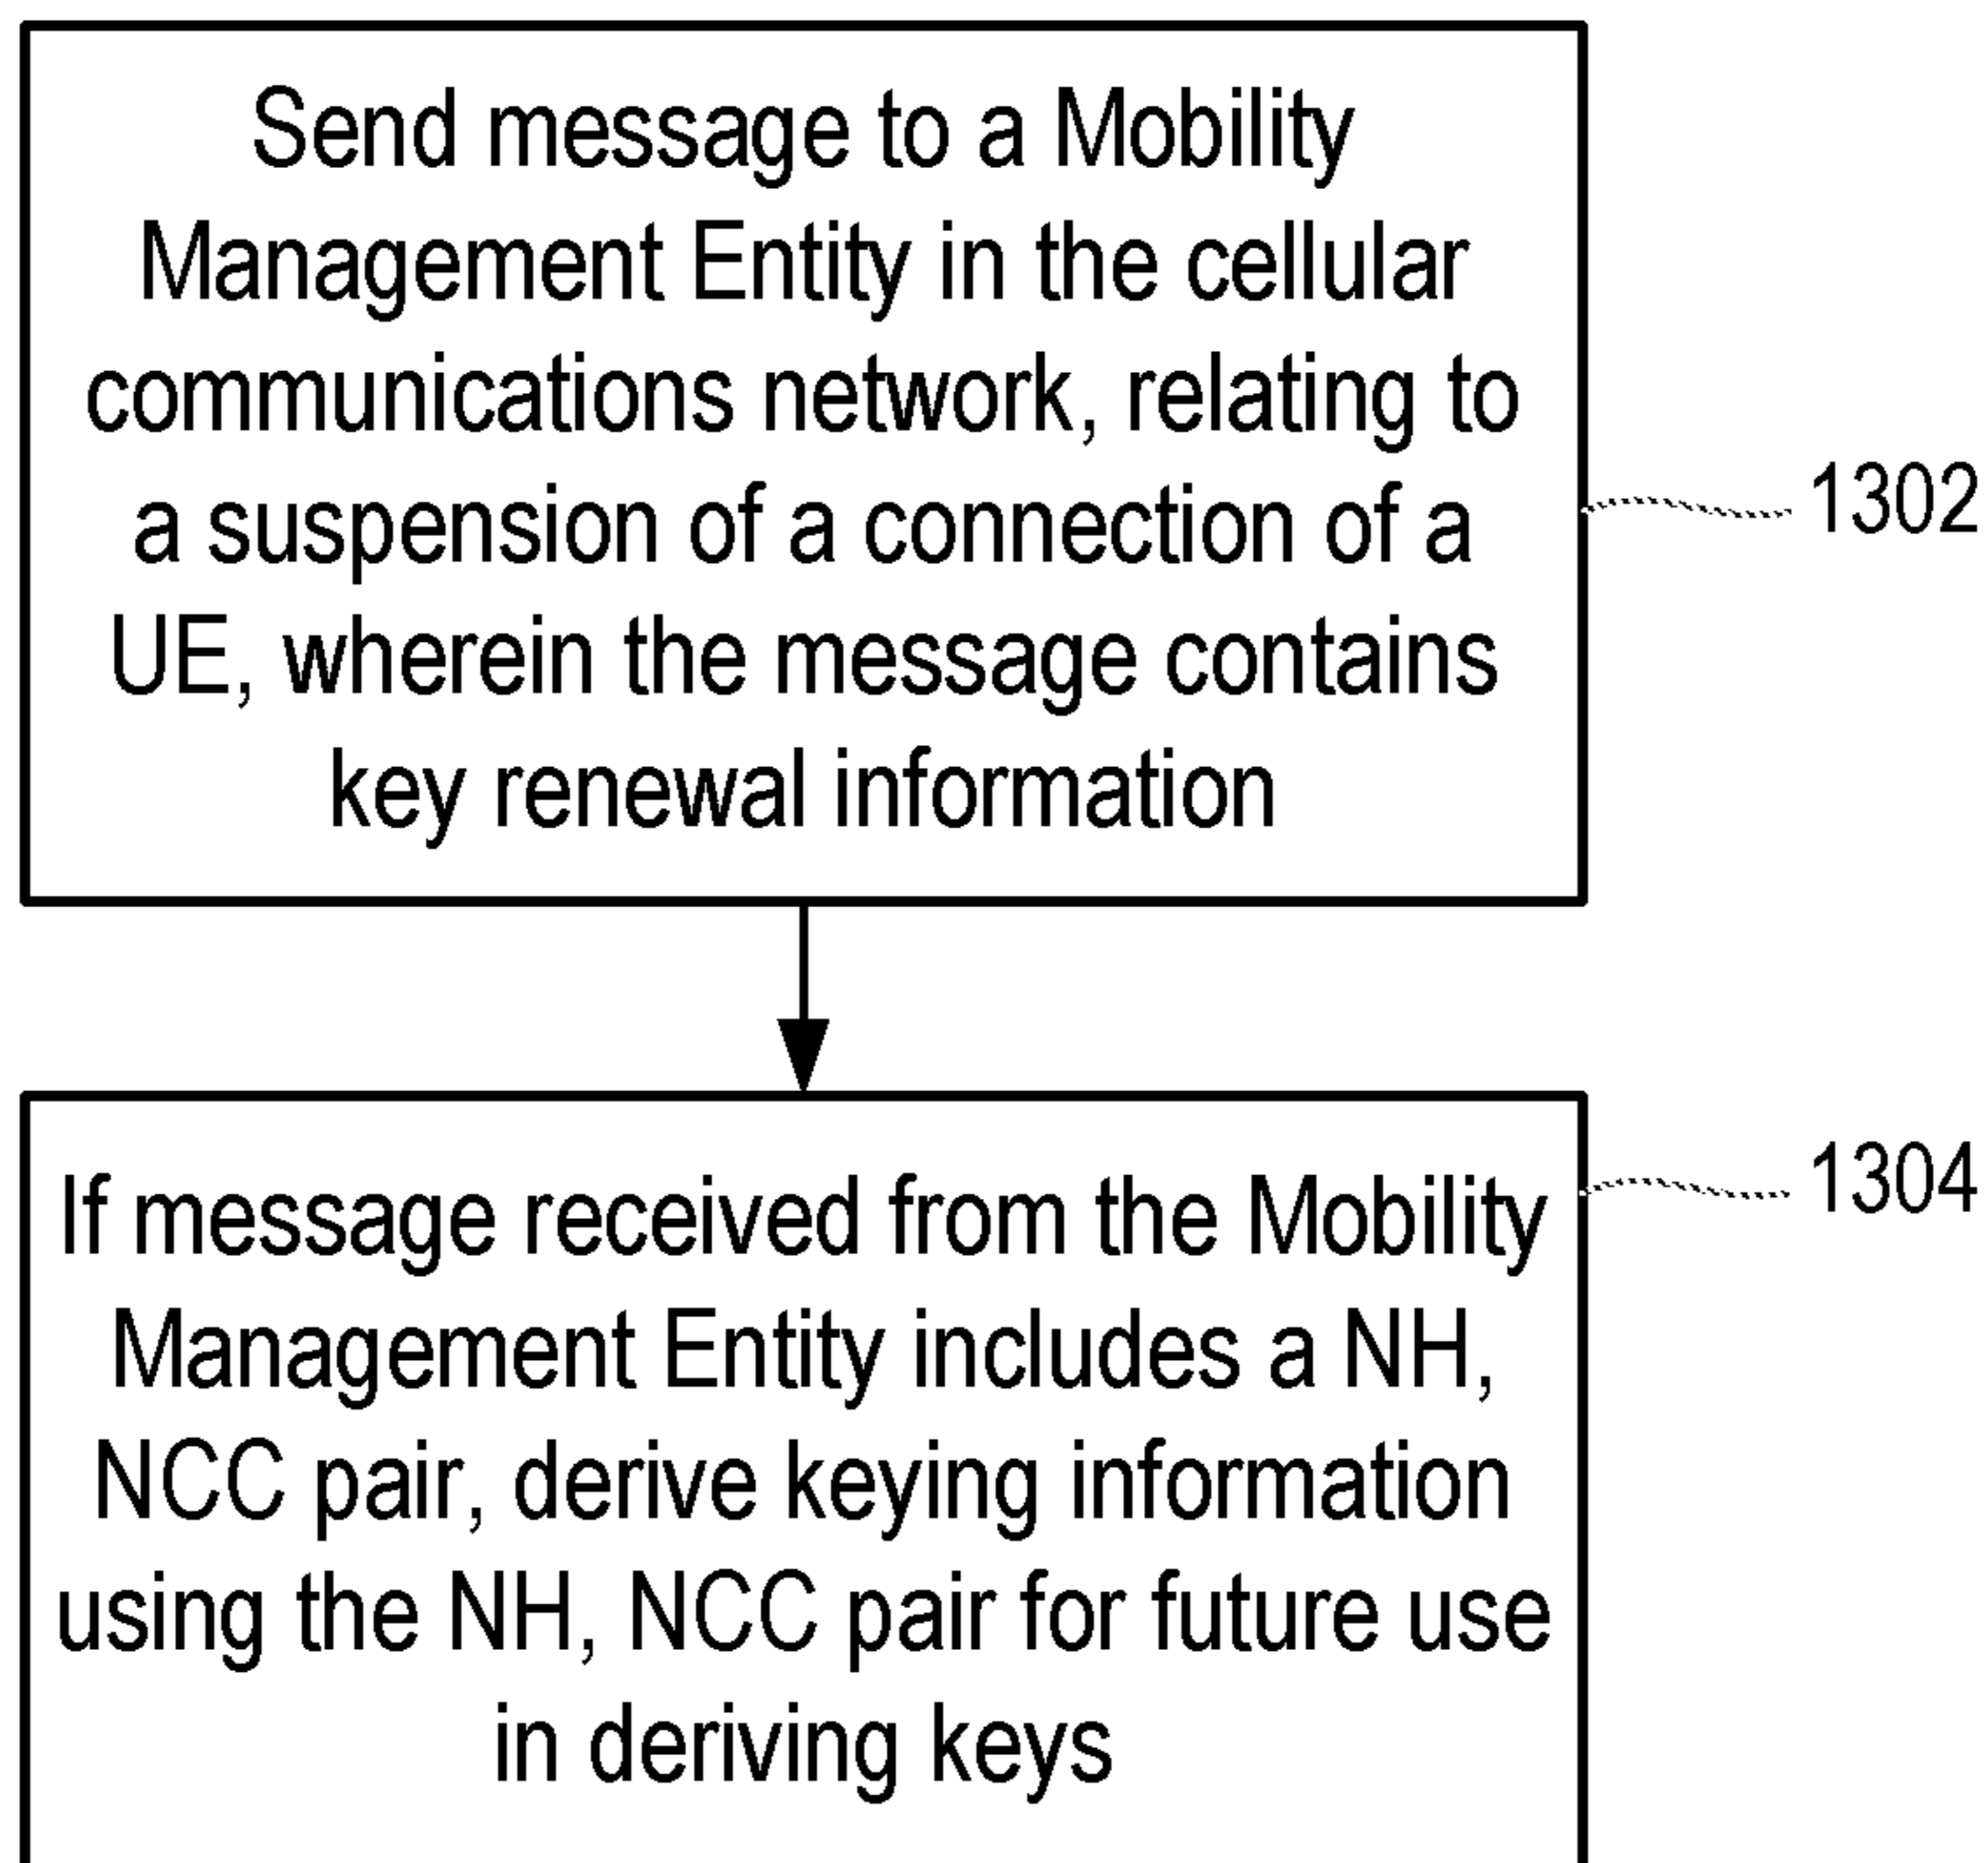 Send message to a Mobility
Management Entity in the cellular
communications network, relating to
a suspension of a connection of a
UE, wherein the message contains
key renewal information
1302
If message received from the Mobility
Management Entity includes a NH,
NCC pair, derive keying information
using the NH, NCC pair for future use
in deriving keys
1304